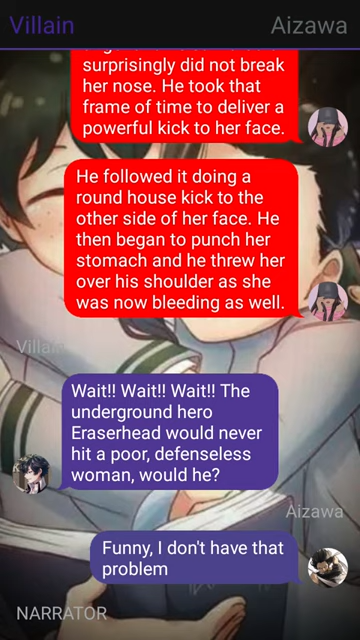 Villain Aizawa
surprisingly did not break
her nose. He took that
frame of time to deliver a
powerful kick to her face.
He followed it doing a
round house kick to the
other side of her face. He
then began to punch her
stomach and he threw her
over his shoulder as she
was now bleeding as well.
Villain
Wait!! Wait!! Wait!! The
underground hero
Eraserhead would never
hit a poor, defenseless
woman, would he?
Aizawa
Funny, I don't have that
problem
NARRATOR